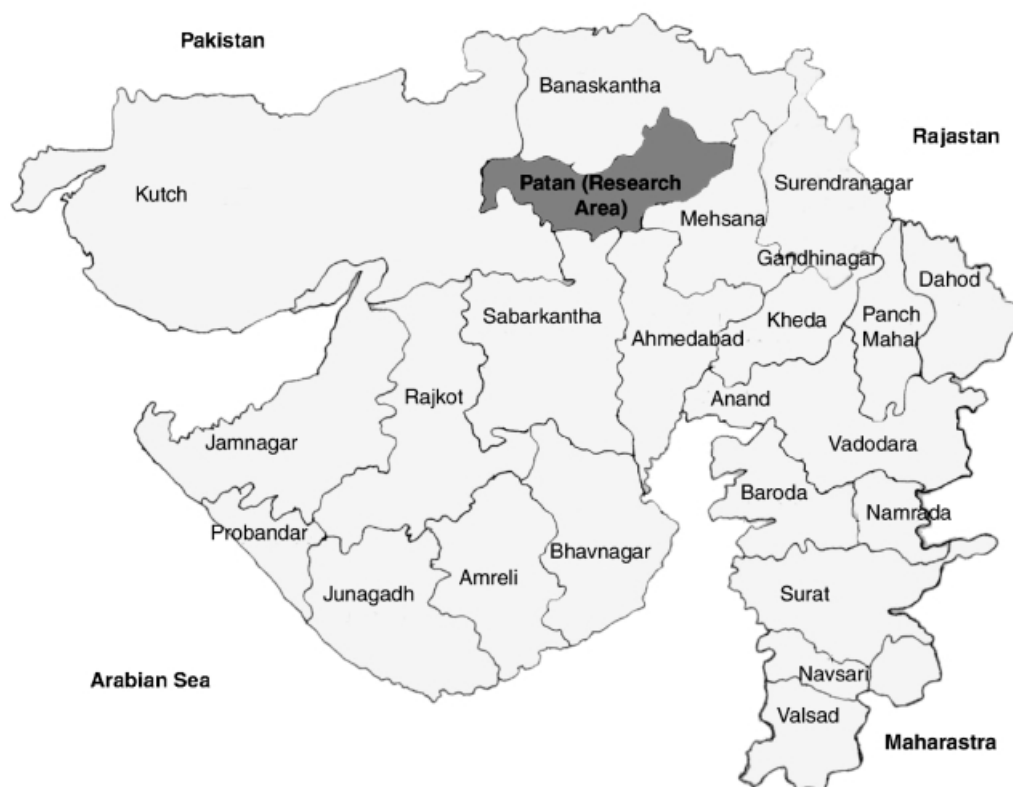 Pakistan
Banaskantha
Rajastan
Kutch
Patan (Research
Area)
Surendranagar
Mehsana
Gandhinagar
Dahod
Sabarkantha
Kheda
Panch
Mahal
Ahmedabad
Rajkot
Anand
Jamnagar
Vadodara
Baroda
Namrada
Probandar
Bhavnagar
Amreli
Junagadh
Surat
Arabian Sea
Navsari
Valsad
Maharastra